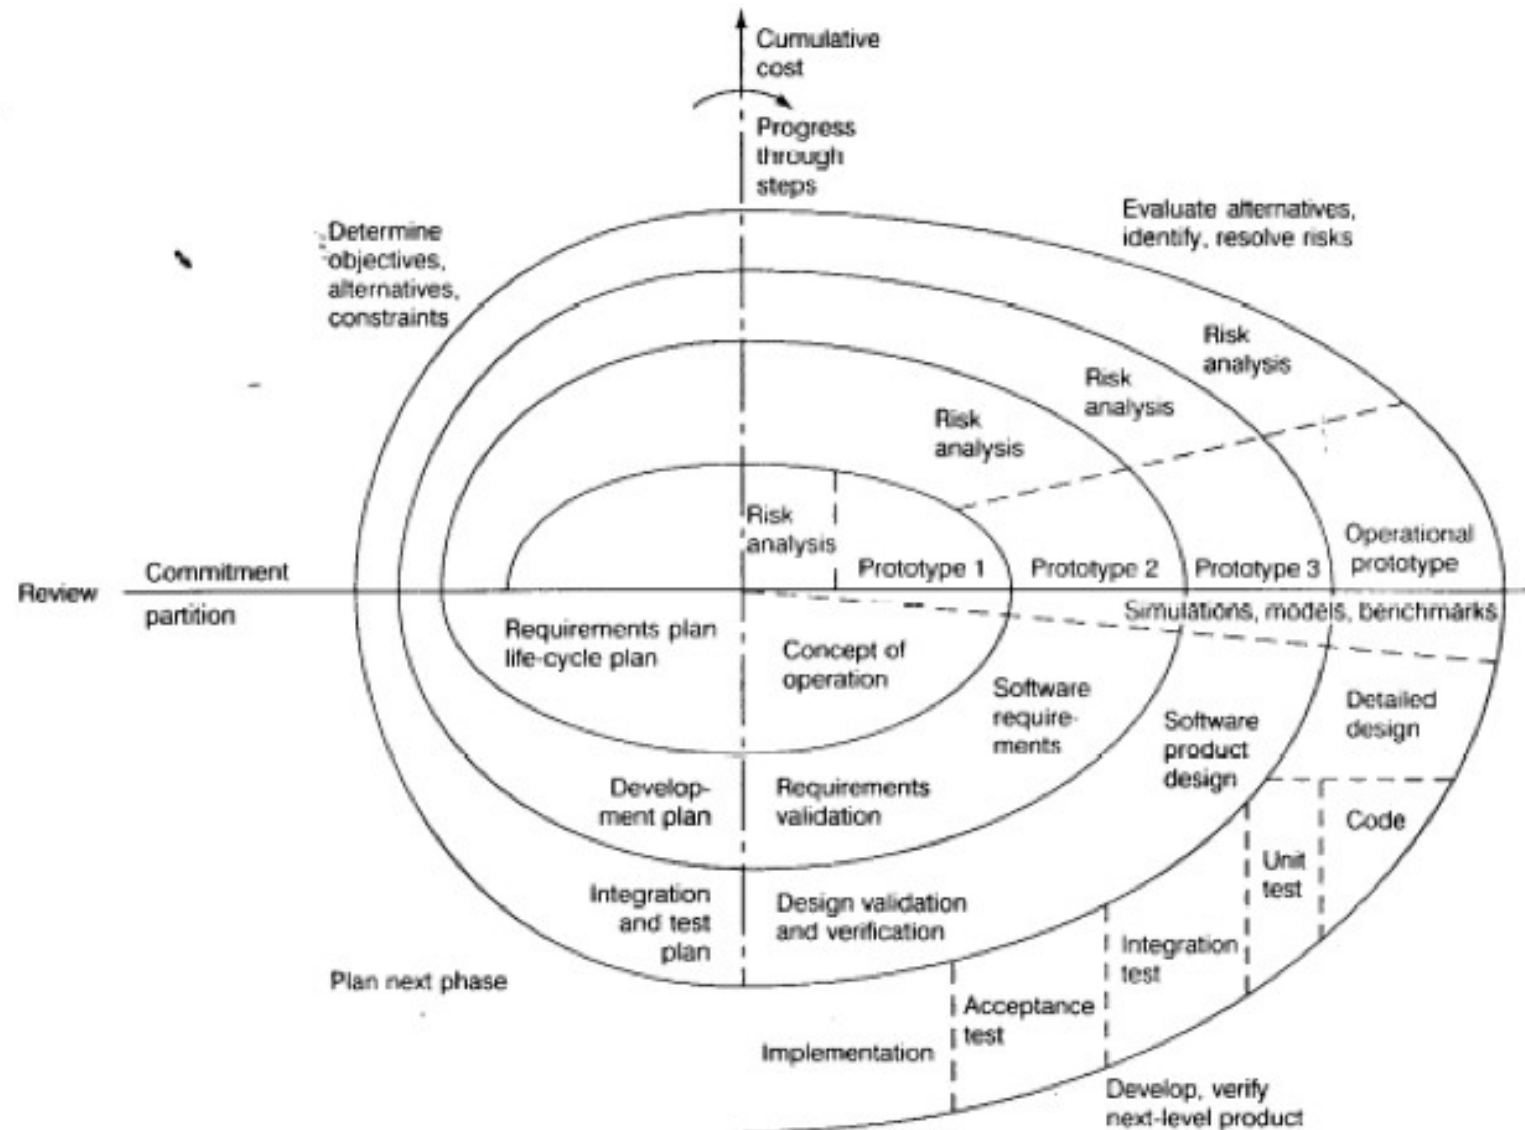 Cumulative
cost
Progress
through
steps
Determine
objectives,
alternatives,
constraints
Evaluate alternatives,
identify, resolve risks
Risk
analysis
Risk
analysis
Risk
analysis
Risk
analysis
Operational
prototype
Prototype 1
Prototype 2
Prototype 3
Review
Commitment
partition
Simulations, models, benchmarks
Requirements plan
life-cycle plan
Concept of
operation
Software
require-
ments
Software
product
design
Detailed
design
Develop-
ment plan
Requirements
validation
Code
Unit
test
Integration
and test
plan
Design validation
and verification
Integration
test
Acceptance
test
Implementation
Plan next phase
Develop, verify
next-level product